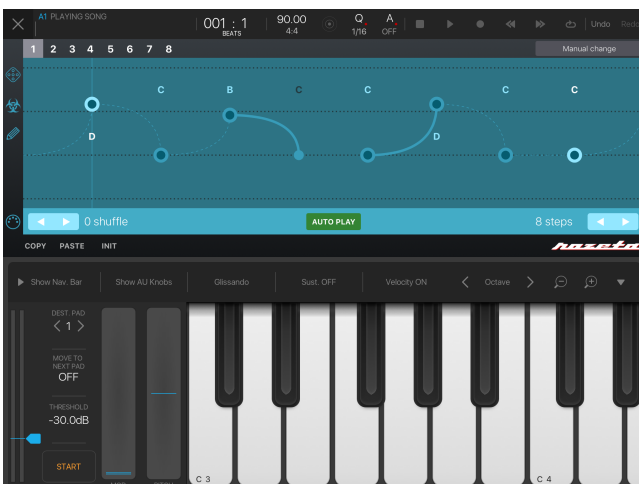 A1 PLAYING SONG
001 : 1
BEATS
90.00
4:4
Q
1/16
A
OFF
Undo
Redo
1 2 3 4 5 6 7 8
Manual change
C B C C C C
D D
0 shuffle
AUTO PLAY
8 steps
COPY PASTE INIT
Show Nav. Bar
Show AU Knobs
Glissando
Sust. OFF
Velocity ON
Octave
DEST PAD
1
MOVE TO
NEXT PAD
OFF
THRESHOLD
-30.0dB
START
C 3
C 4